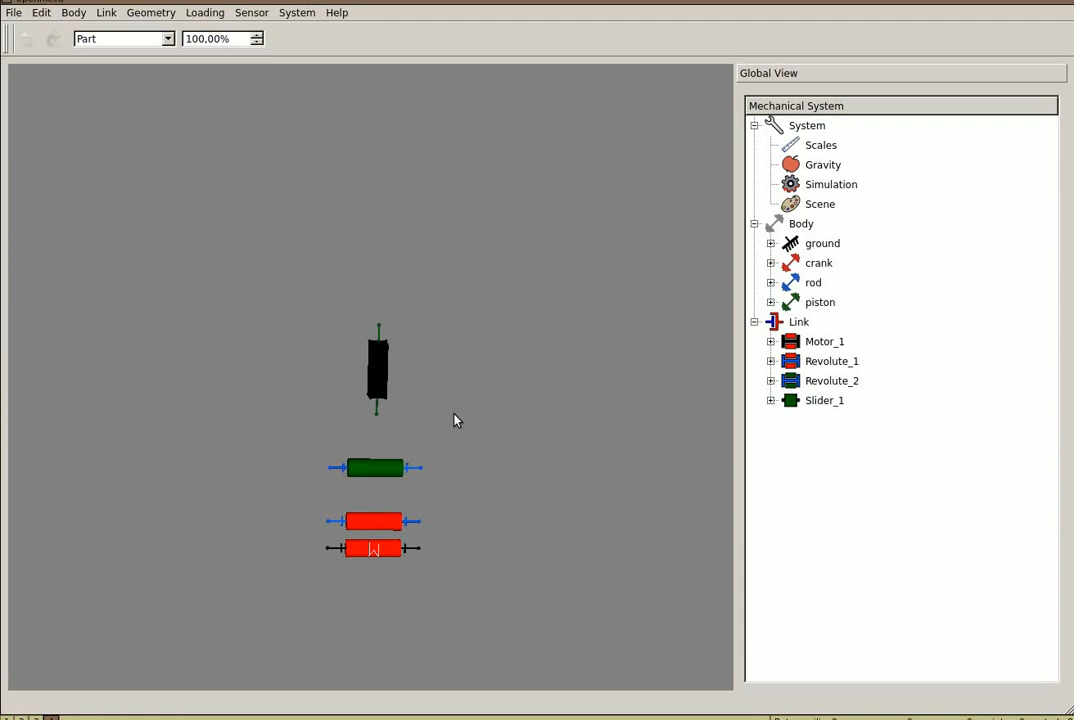 File Edit Body Link Geometry Loading Sensor System Help
Part 100,00%
Global View
Mechanical System
System
Scales
Gravity
Simulation
Scene
Body
ground
crank
rod
piston
Link
Motor_1
Revolute_1
Revolute_2
Slider_1
M